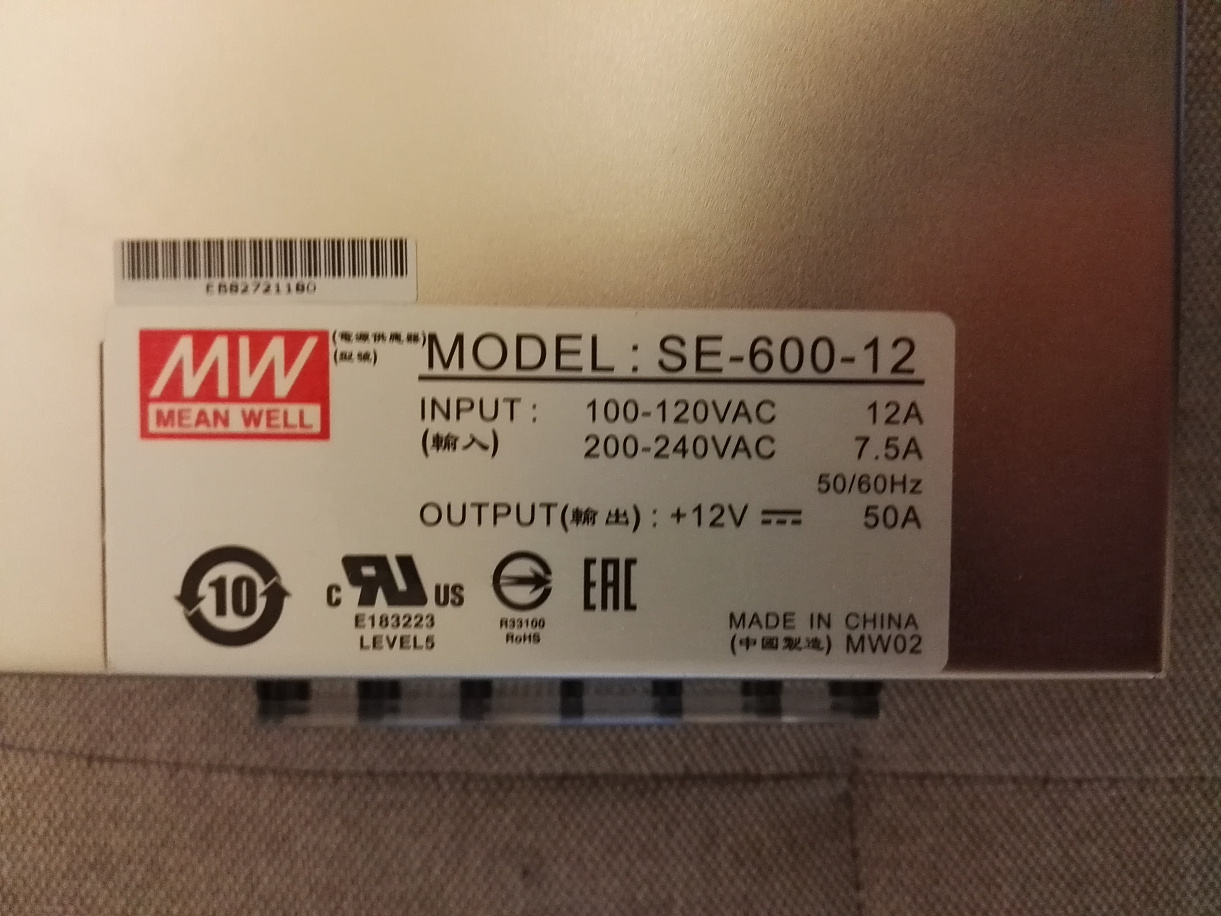 EB82721180
MW
MEAN WELL
(電源供應器)
(型號)
MODEL : SE-600-12
INPUT : 100-120VAC 12A
(輸入) 200-240VAC 7.5A
50/60Hz
OUTPUT(輸出) : +12V 50A
10
C RU US
E183223
LEVEL5
R33100
RoHS
EAC
MADE IN CHINA
(中國製造) MW02